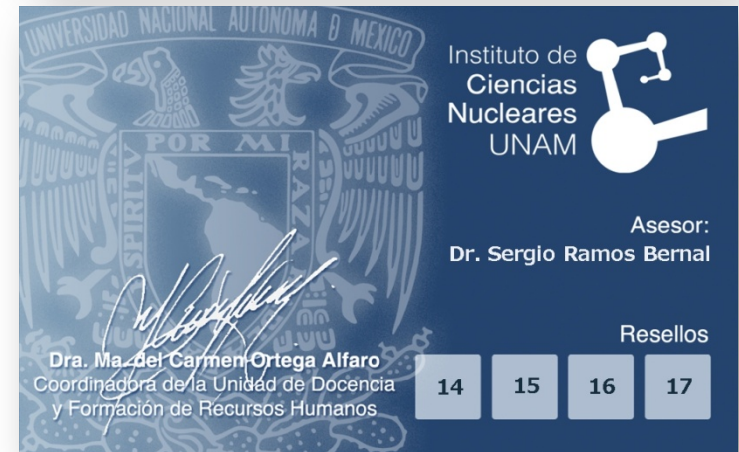 UNIVERSIDAD NACIONAL AUTONOMA D MEXICO
POR MI
RAZA
SPIRITV
Instituto de
Ciencias
Nucleares
UNAM
Asesor:
Dr. Sergio Ramos Bernal
Resellos
14 15 16 17
Dra. Ma. del Carmen Ortega Alfaro
Coordinadora de la Unidad de Docencia
y Formación de Recursos Humanos